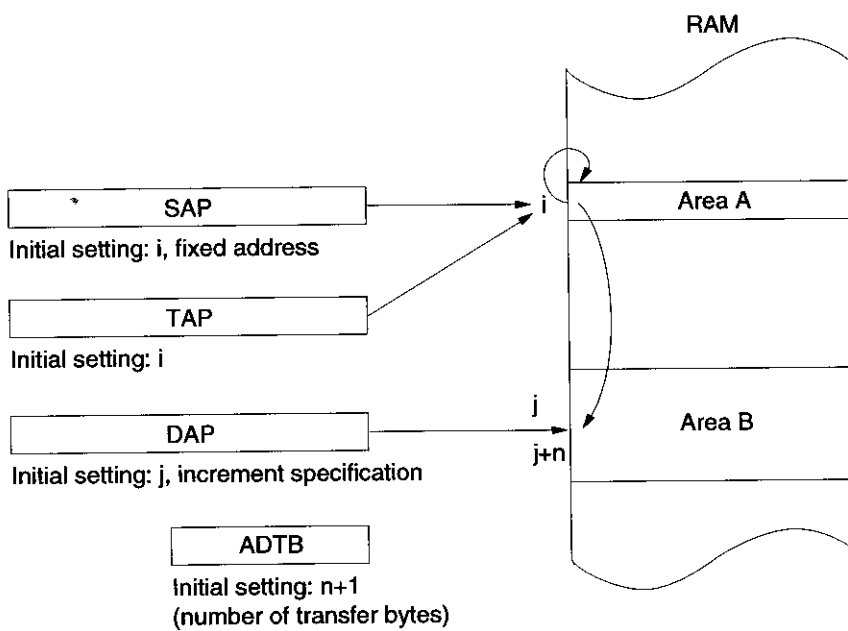 RAM
SAP
i
Area A
Initial setting: i, fixed address
TAP
Initial setting: i
j
DAP
Area B
j+n
Initial setting: j, increment specification
ADTB
Initial setting: n+1
(number of transfer bytes)